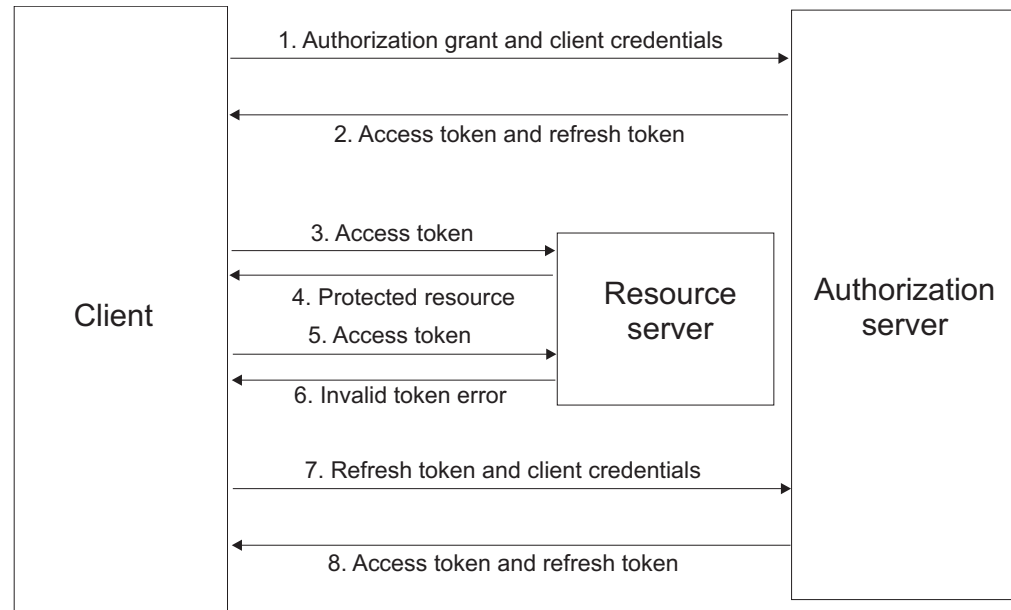 1. Authorization grant and client credentials
2. Access token and refresh token
3. Access token
4. Protected resource
5. Access token
6. Invalid token error
Client
Resource
server
Authorization
server
7. Refresh token and client credentials
8. Access token and refresh token